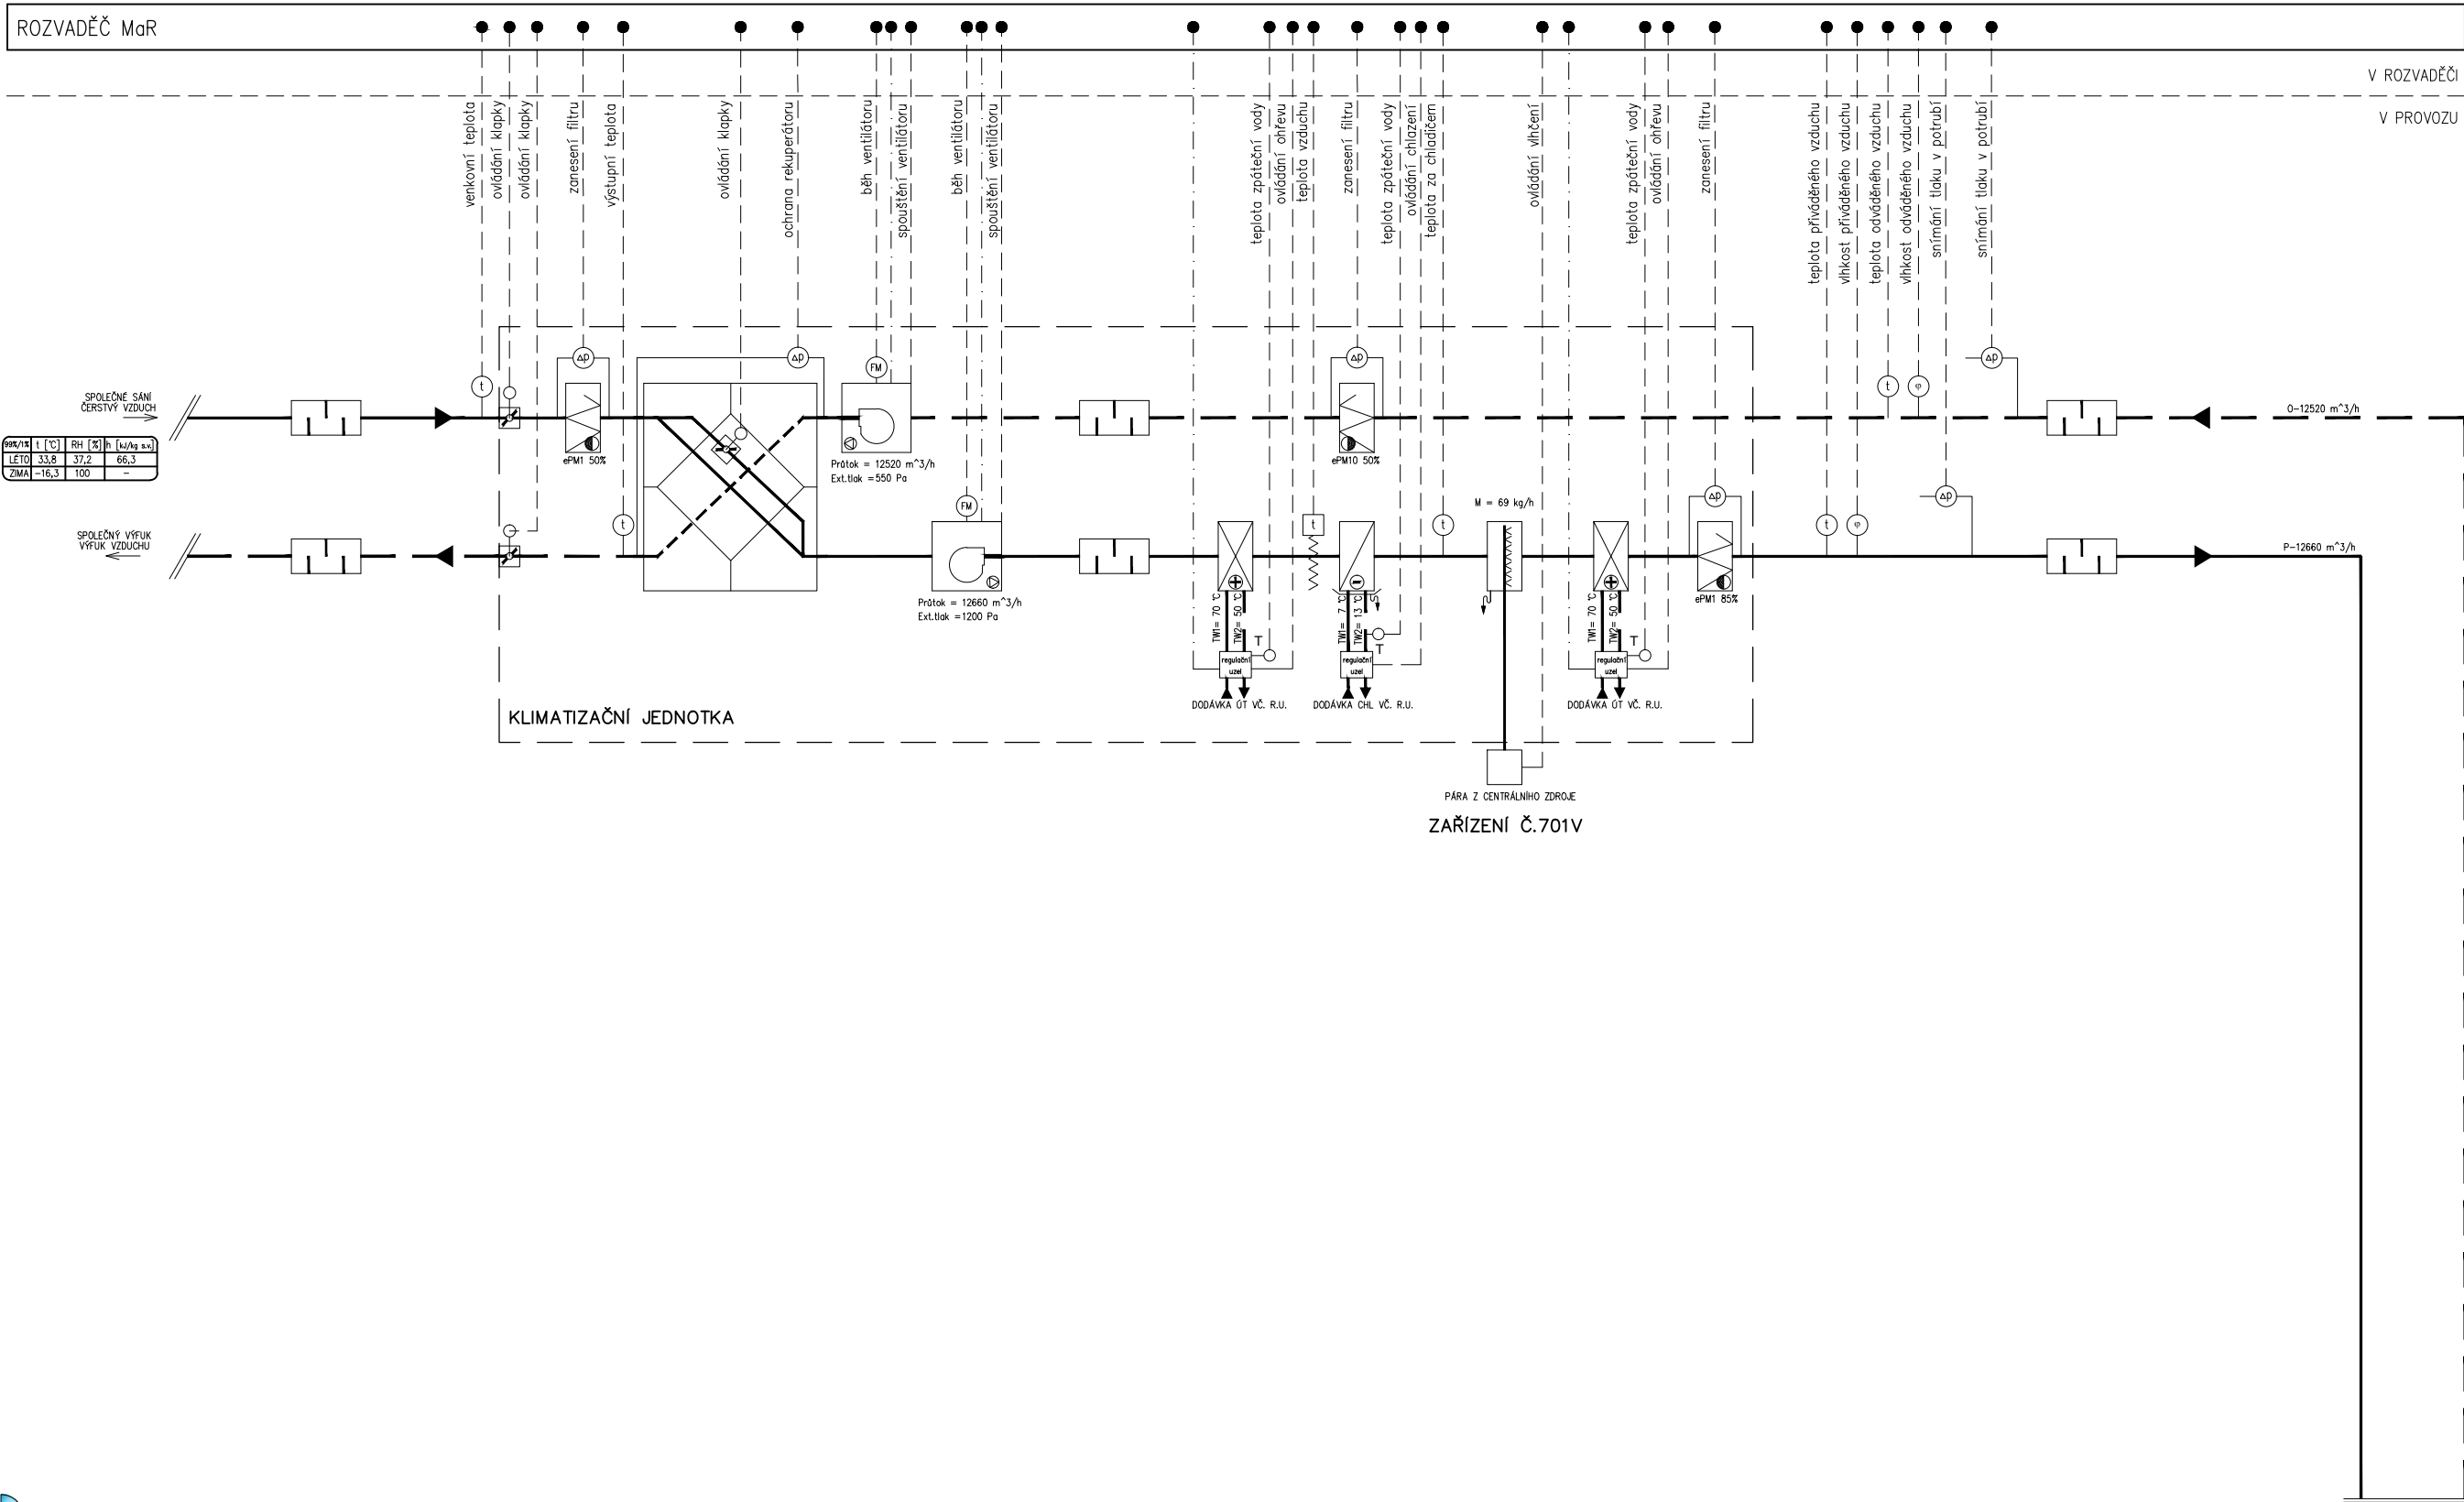 ROZVADĚČ MaR
V ROZVADĚČI
V PROVOZU
venkovní teplota
ovládání klapky
ovládání klapky
zanesení filtru
výstupní teplota
ovládání klapky
ochrana rekuperátoru
běh ventilátoru
spouštění ventilátoru
běh ventilátoru
spouštění ventilátoru
teplota zpáteční vody
ovládání ohřevu
teplota vzduchu
zanesení filtru
teplota zpáteční vody
ovládání chlazení
teplota za chladičem
ovládání vlhčení
teplota zpáteční vody
ovládání ohřevu
zanesení filtru
teplota přiváděného vzduchu
vlhkost přiváděného vzduchu
teplota odváděného vzduchu
vlhkost odváděného vzduchu
snímání tlaku v potrubí
snímání tlaku v potrubí
Δp
Δp
FM
Δp
Δp
t
t
φ
SPOLEČNÉ SÁNÍ
ČERSTVÝ VZDUCH
O-12520 m^3/h
99%/1% t [°C] RH [%] h [kJ/kg s.v.]
LÉTO 33,8 37,2 66,3
ZIMA -16,3 100 -
ePM1 50%
Průtok = 12520 m^3/h
Ext.tlak =550 Pa
ePM10 50%
FM
M = 69 kg/h
Δp
Δp
t
t
t
t
φ
SPOLEČNÝ VÝFUK
VÝFUK VZDUCHU
P-12660 m^3/h
Průtok = 12660 m^3/h
Ext.tlak =1200 Pa
ePM1 85%
TW1= 70 °C
TW2= 50 °C
T
TW1= 7 °C
TW2= 13 °C
T
TW1= 70 °C
TW2= 50 °C
T
regulační
uzel
regulační
uzel
regulační
uzel
DODÁVKA ÚT VČ. R.U.
DODÁVKA CHL VČ. R.U.
DODÁVKA ÚT VČ. R.U.
KLIMATIZAČNÍ JEDNOTKA
PÁRA Z CENTRÁLNÍHO ZDROJE
ZAŘÍZENÍ Č.701V